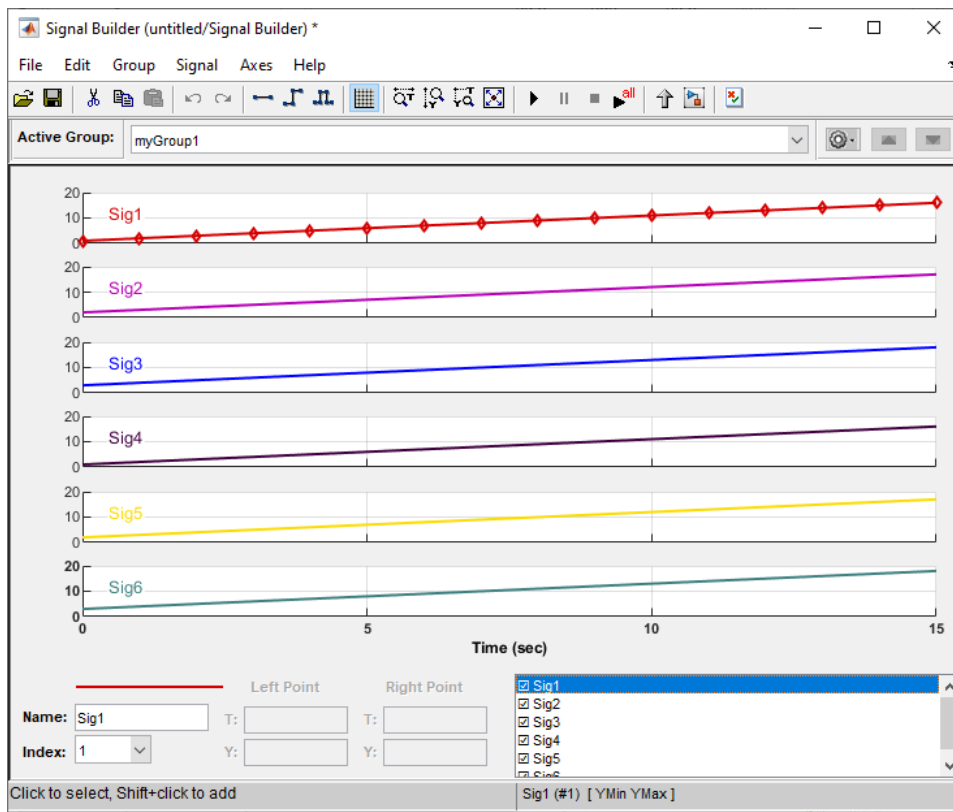 Signal Builder (untitled/Signal Builder) *
File Edit Group Signal Axes Help
all
Active Group: myGroup1
20
10
0
Sig1
20
10
0
Sig2
20
10
0
Sig3
20
10
0
Sig4
20
10
0
Sig5
20
10
0
Sig6
0 5 10 15
Time (sec)
Left Point Right Point
Name: Sig1 T: T:
Index: 1 Y: Y:
Sig1
Sig2
Sig3
Sig4
Sig5
Sig6
Click to select, Shift+click to add
Sig1 (#1) [ YMin YMax ]